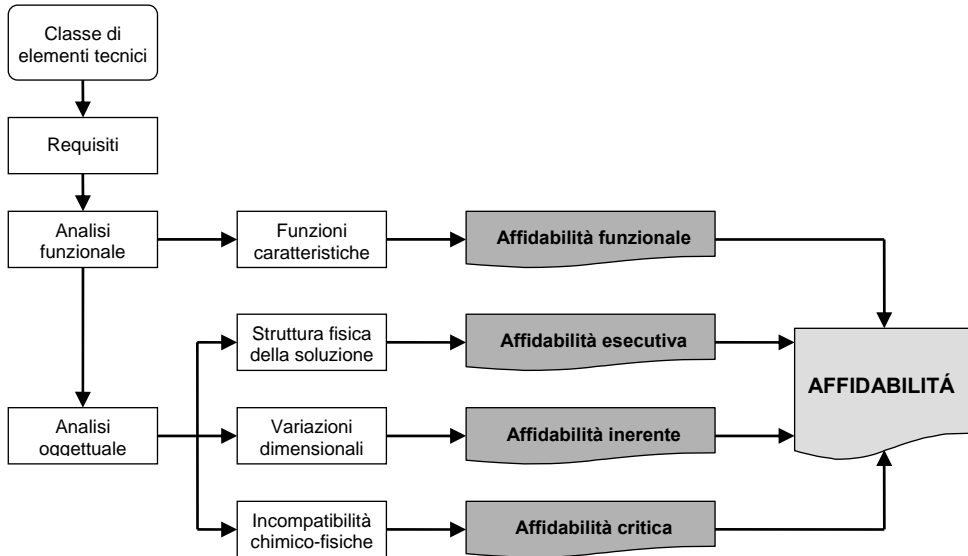 Classe di
elementi tecnici
Requisiti
Analisi
funzionale
Funzioni
caratteristiche
Affidabilità funzionale
Struttura fisica
della soluzione
Affidabilità esecutiva
AFFIDABILITÁ
Analisi
oggettuale
Variazioni
dimensionali
Affidabilità inerente
Incompatibilità
chimico-fisiche
Affidabilità critica